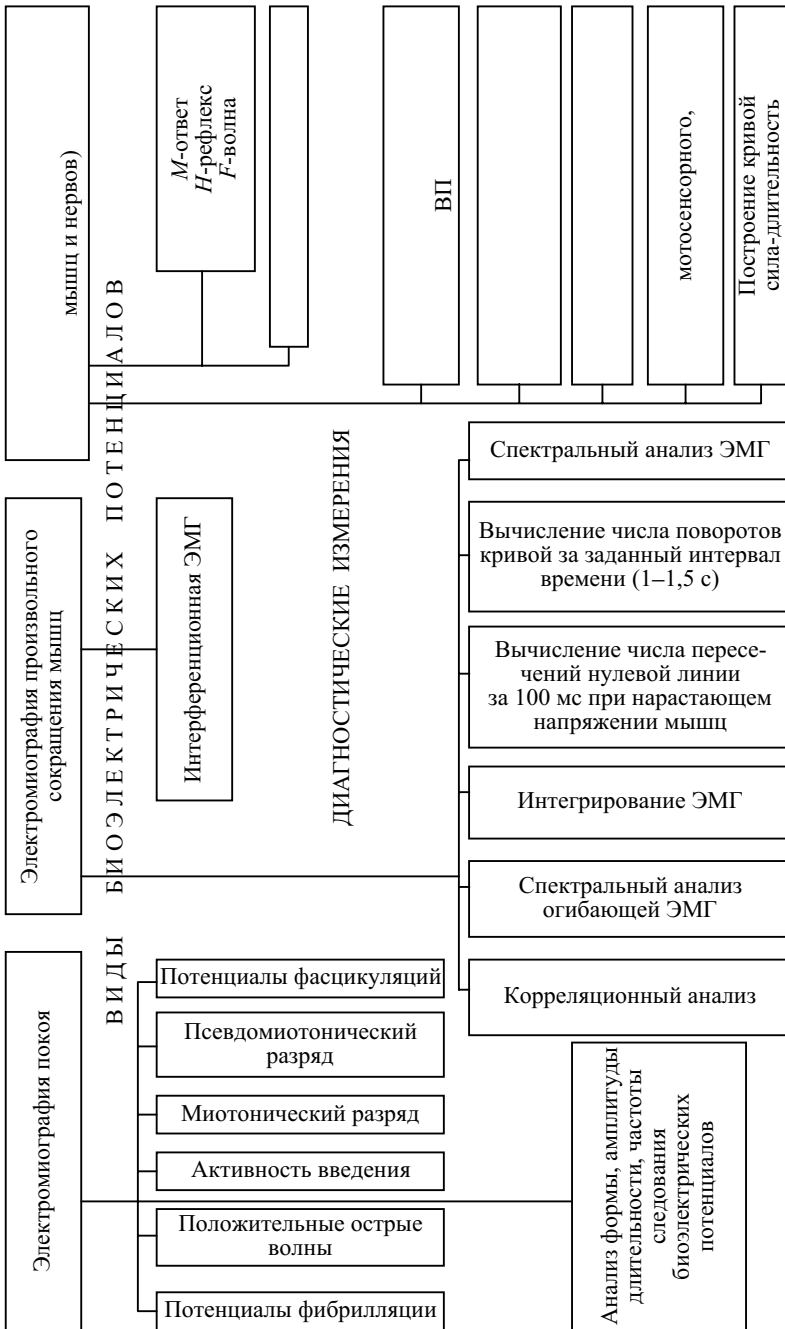 Электромиография покоя
Электромиография произвольного
сокращения мышц
мышц и нервов)
ВИДЫ БИОЭЛЕКТРИЧЕСКИХ ПОТЕНЦИАЛОВ
Потенциалы фибрилляции
Положительные острые
волны
Активность введения
Миотонический разряд
Псевдомиотонический
разряд
Потенциалы фасцикуляций
Интерференционная ЭМГ
M-ответ
H-рефлекс
F-волна
ДИАГНОСТИЧЕСКИЕ ИЗМЕРЕНИЯ
Анализ формы, амплитуды
длительности, частоты
следования
биоэлектрических
потенциалов
Корреляционный анализ
Спектральный анализ
огибающей ЭМГ
Интегрирование ЭМГ
Вычисление числа пересе-
чений нулевой линии
за 100 мс при нарастающем
напряжении мышц
Вычисление числа поворотов
кривой за заданный интервал
времени (1–1,5 с)
Спектральный анализ ЭМГ
ВП
мотосенсорного,
Построение кривой
сила-длительность